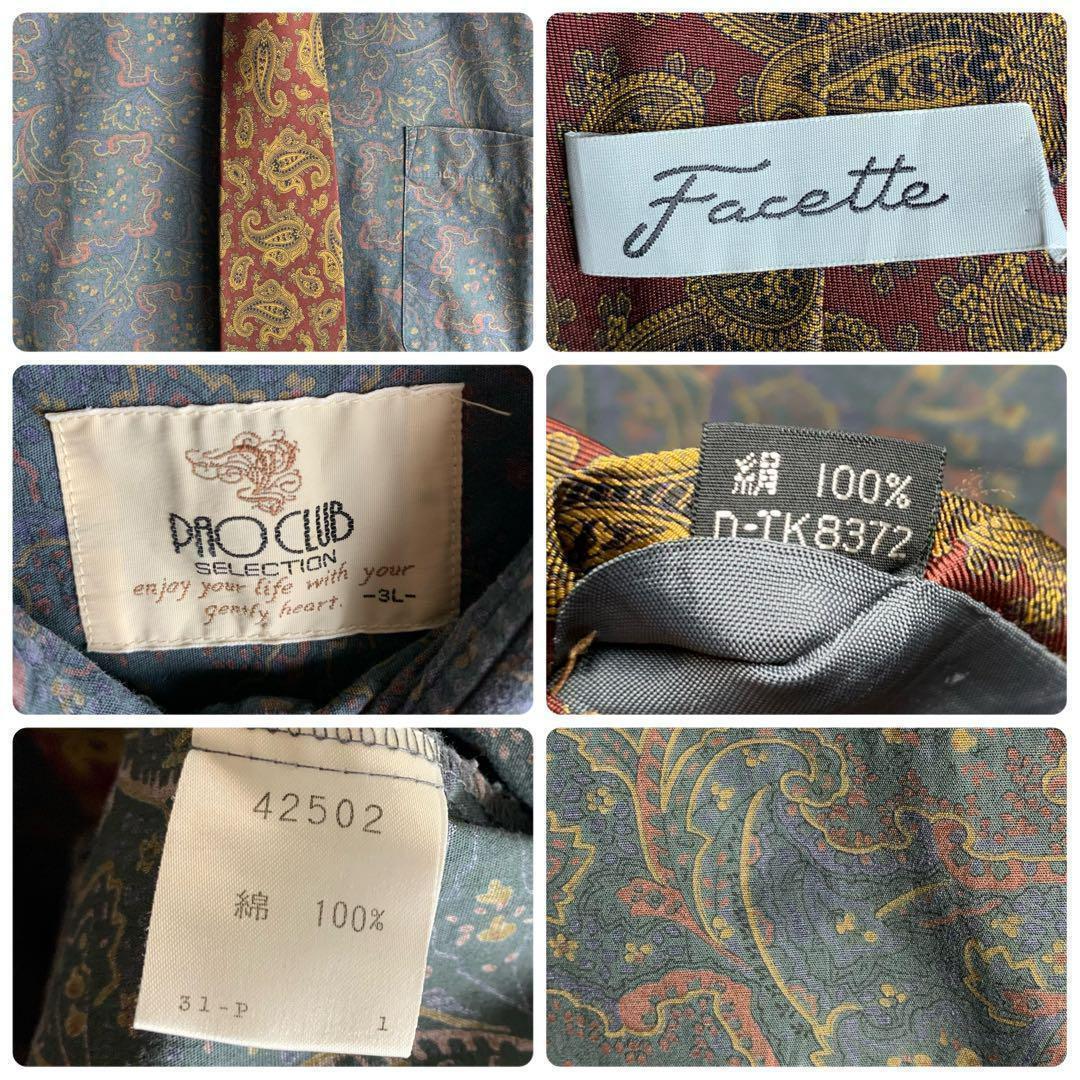 Facette
PAO CLUB
SELECTION
enjoy your life with your
gently heart. -3L-
絹 100%
D-TK8372
42502
綿 100%
31-P 1